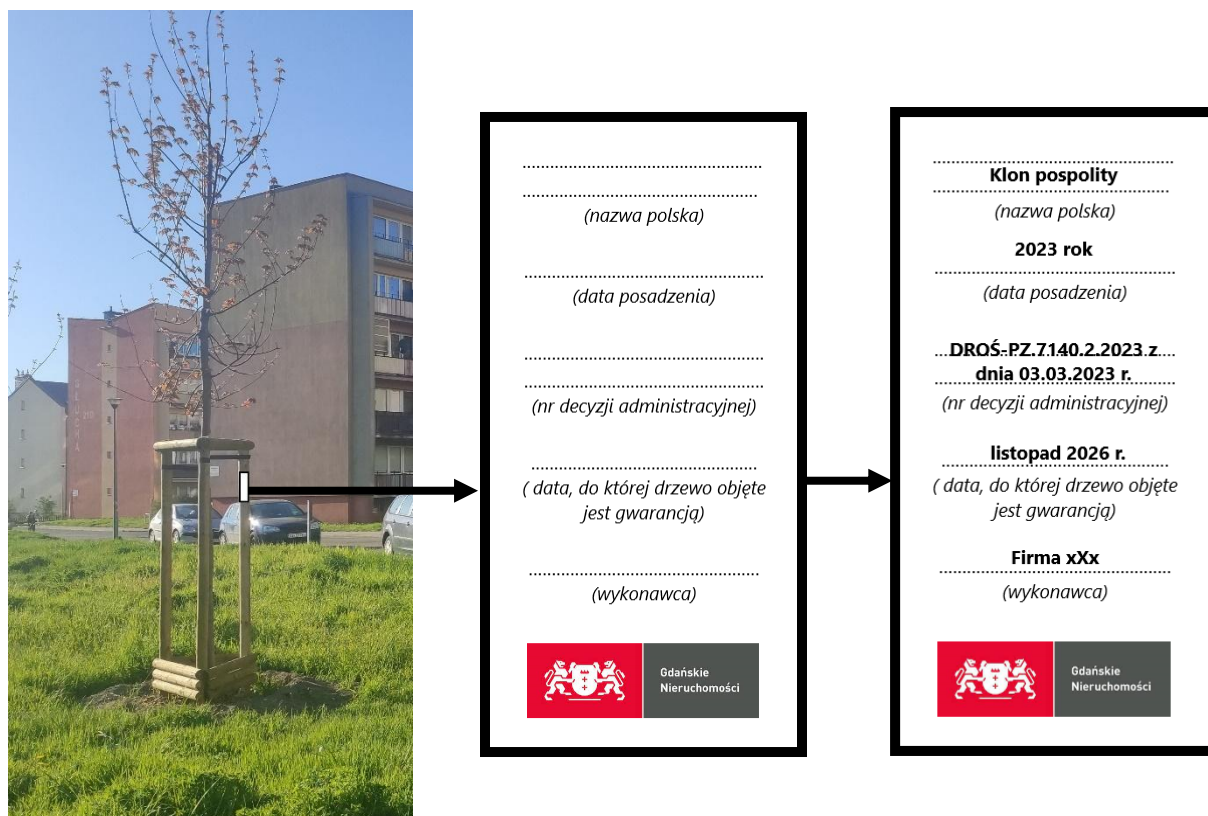 (nazwa polska)
(data posadzenia)
(nr decyzji administracyjnej)
( data, do której drzewo objęte
jest gwarancją)
(wykonawca)
Gdańskie
Nieruchomości
Klon pospolity
(nazwa polska)
2023 rok
(data posadzenia)
DROŚ-PZ.7140.2.2023 z
dnia 03.03.2023 r.
(nr decyzji administracyjnej)
listopad 2026 r.
( data, do której drzewo objęte
jest gwarancją)
Firma xXx
(wykonawca)
Gdańskie
Nieruchomości